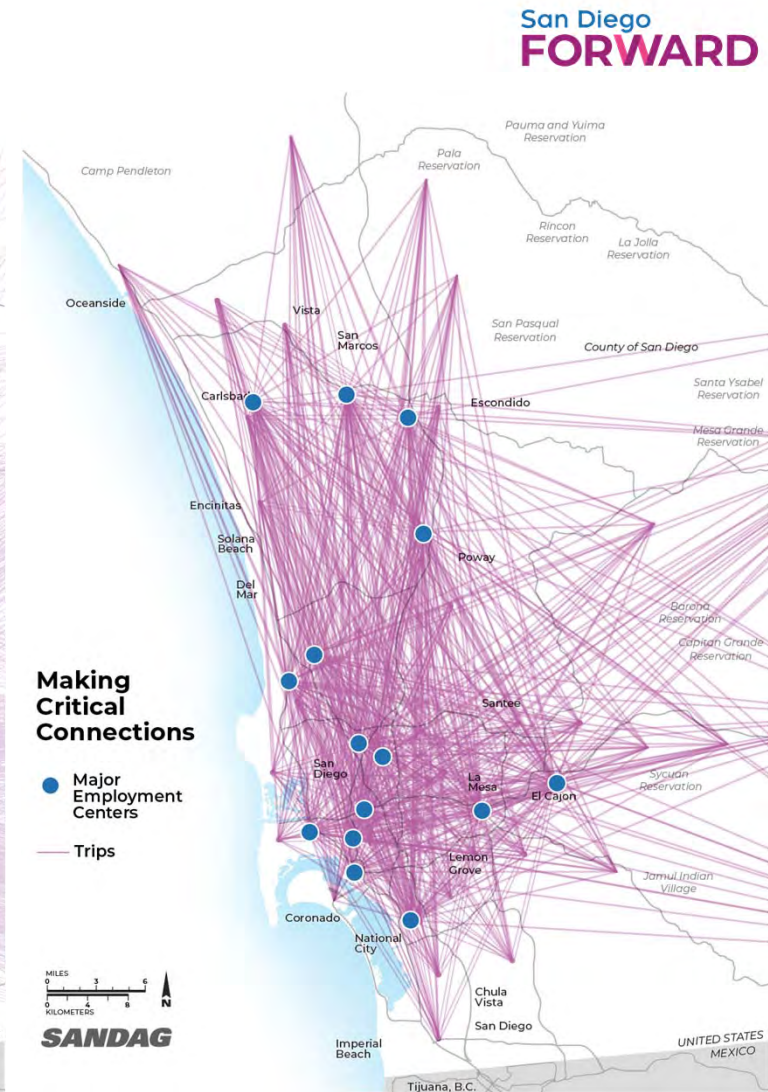 San Diego
FORWARD
Pauma and Yuima
Reservation
Pala
Reservation
Camp Pendleton
Rincon
Reservation
La Jolla
Reservation
Oceanside
Vista
San
Marcos
San Pasqual
Reservation
County of San Diego
Santa Ysabel
Reservation
Carlsbad
Escondido
Mesa Grande
Reservation
Encinitas
Solana
Beach
Poway
Del
Mar
Barona
Reservation
Capitan Grande
Reservation
Making
Critical
Connections
Santee
San
Diego
La
Mesa
El Cajon
Sycuan
Reservation
Major
Employment
Centers
Trips
Lemon
Grove
Jamul Indian
Village
Coronado
National
City
MILES
0 3 6
0 4 8
KILOMETERS
N
SANDAG
Chula
Vista
San Diego
Imperial
Beach
UNITED STATES
MEXICO
Tijuana, B.C.